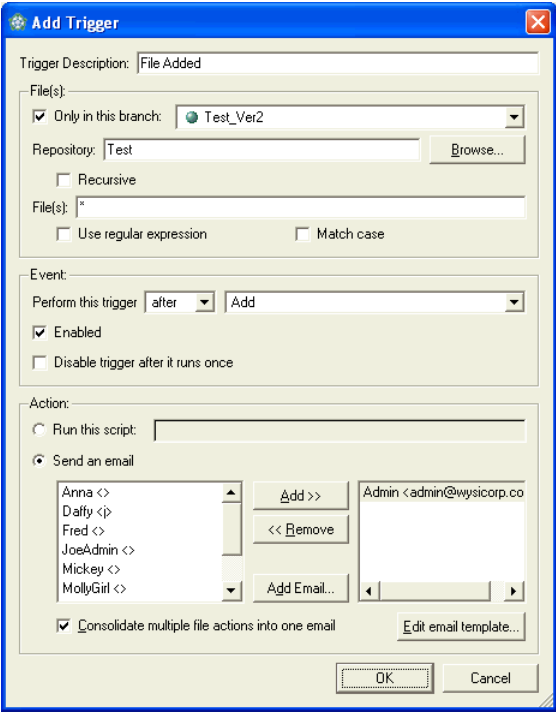 Add Trigger
Trigger Description: File Added
File(s):
Only in this branch: Test_Ver2
Repository: Test Browse...
Recursive
File(s): *
Use regular expression Match case
Event:
Perform this trigger after Add
Enabled
Disable trigger after it runs once
Action:
Run this script:
Send an email
Anna <> Add >> Admin <admin@wysicorp.co
Daffy <j>
Fred <> << Remove
JoeAdmin <>
Mickey <>
MollyGirl <> Add Email...
Consolidate multiple file actions into one email Edit email template...
OK Cancel